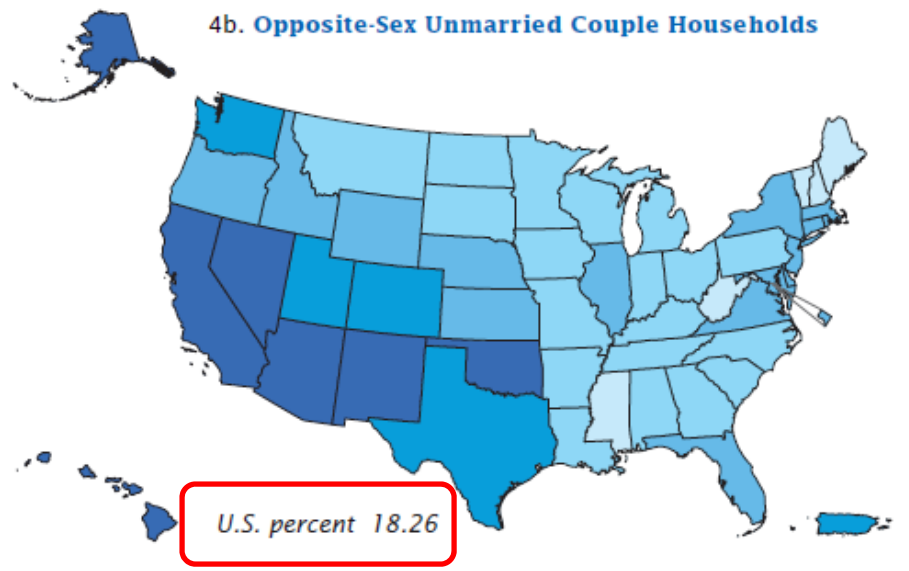 4b. Opposite-Sex Unmarried Couple Households
U.S. percent 18.26